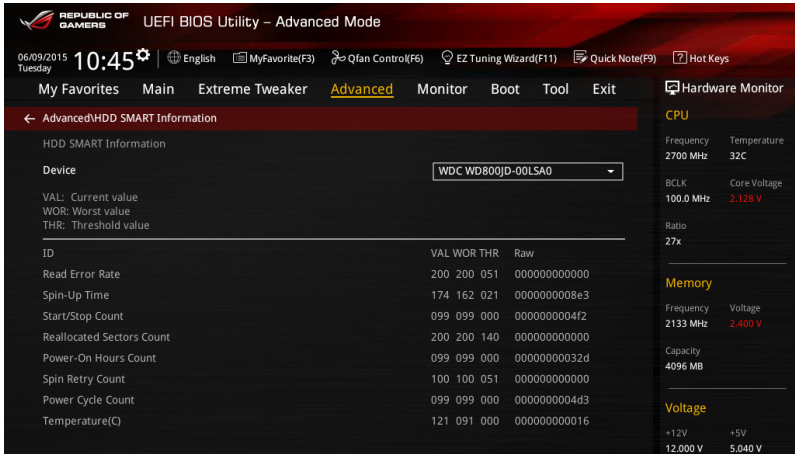 REPUBLIC OF
GAMERS
UEFI BIOS Utility – Advanced Mode
06/09/2015
Tuesday
10:45
English
MyFavorite(F3)
Qfan Control(F6)
EZ Tuning Wizard(F11)
Quick Note(F9)
? Hot Keys
My Favorites Main Extreme Tweaker Advanced Monitor Boot Tool Exit
← Advanced\HDD SMART Information
HDD SMART Information
Device WDC WD800JD-00LSA0
VAL: Current value
WOR: Worst value
THR: Threshold value
ID VAL WOR THR Raw
Read Error Rate 200 200 051 000000000000
Spin-Up Time 174 162 021 0000000008e3
Start/Stop Count 099 099 000 0000000004f2
Reallocated Sectors Count 200 200 140 000000000000
Power-On Hours Count 099 099 000 00000000032d
Spin Retry Count 100 100 051 000000000000
Power Cycle Count 099 099 000 0000000004d3
Temperature(C) 121 091 000 000000000016
Hardware Monitor
CPU
Frequency Temperature
2700 MHz 32C
BCLK Core Voltage
100.0 MHz 2.128 V
Ratio
27x
Memory
Frequency Voltage
2133 MHz 2.400 V
Capacity
4096 MB
Voltage
+12V +5V
12.000 V 5.040 V